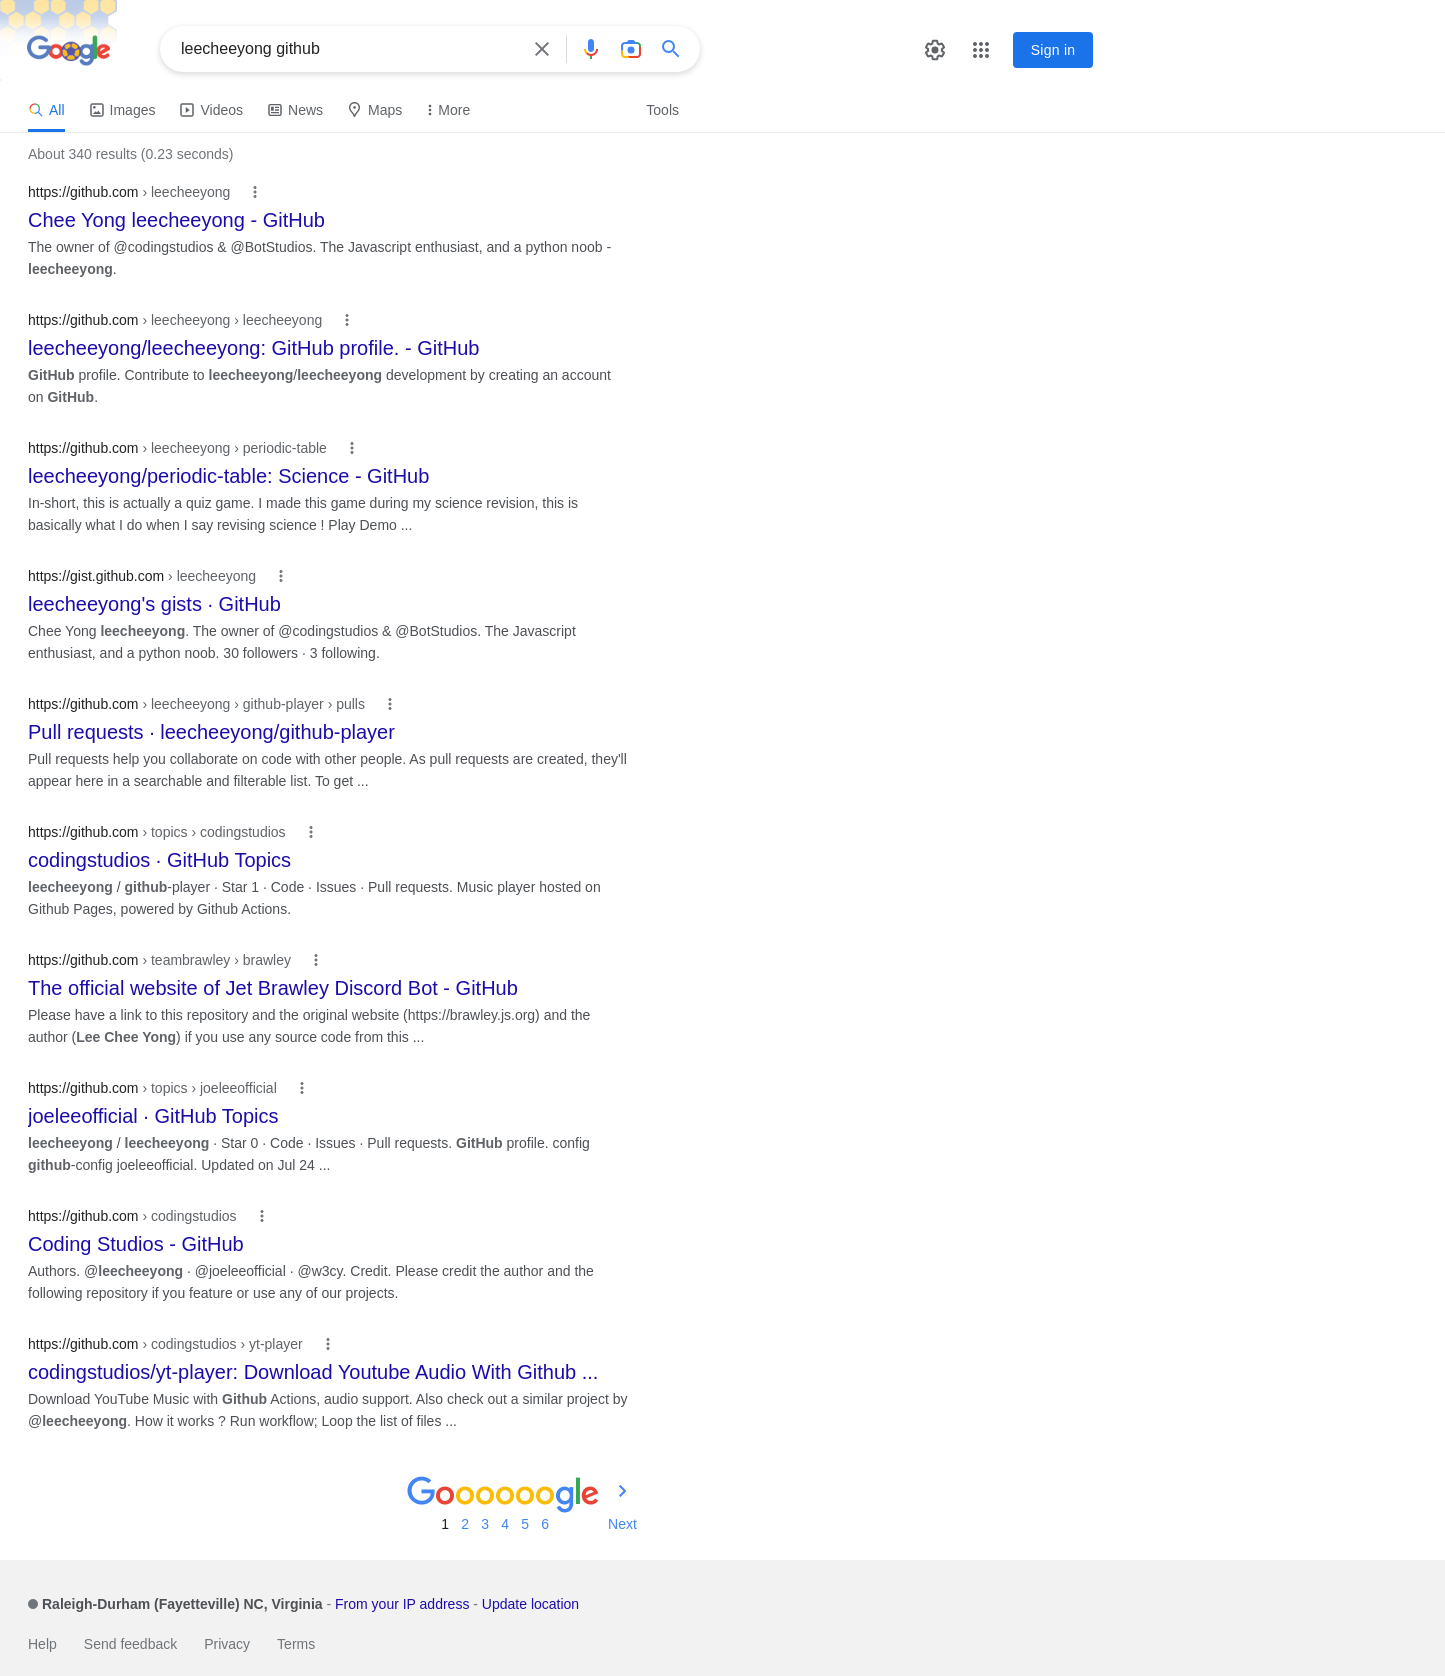 Google
leecheeyong github
Sign in
All Images Videos News Maps More Tools
About 340 results (0.23 seconds)
https://github.com › leecheeyong
Chee Yong leecheeyong - GitHub
The owner of @codingstudios & @BotStudios. The Javascript enthusiast, and a python noob -
leecheeyong.
https://github.com › leecheeyong › leecheeyong
leecheeyong/leecheeyong: GitHub profile. - GitHub
GitHub profile. Contribute to leecheeyong/leecheeyong development by creating an account
on GitHub.
https://github.com › leecheeyong › periodic-table
leecheeyong/periodic-table: Science - GitHub
In-short, this is actually a quiz game. I made this game during my science revision, this is
basically what I do when I say revising science ! Play Demo ...
https://gist.github.com › leecheeyong
leecheeyong's gists · GitHub
Chee Yong leecheeyong. The owner of @codingstudios & @BotStudios. The Javascript
enthusiast, and a python noob. 30 followers · 3 following.
https://github.com › leecheeyong › github-player › pulls
Pull requests · leecheeyong/github-player
Pull requests help you collaborate on code with other people. As pull requests are created, they'll
appear here in a searchable and filterable list. To get ...
https://github.com › topics › codingstudios
codingstudios · GitHub Topics
leecheeyong / github-player · Star 1 · Code · Issues · Pull requests. Music player hosted on
Github Pages, powered by Github Actions.
https://github.com › teambrawley › brawley
The official website of Jet Brawley Discord Bot - GitHub
Please have a link to this repository and the original website (https://brawley.js.org) and the
author (Lee Chee Yong) if you use any source code from this ...
https://github.com › topics › joeleeofficial
joeleeofficial · GitHub Topics
leecheeyong / leecheeyong · Star 0 · Code · Issues · Pull requests. GitHub profile. config
github-config joeleeofficial. Updated on Jul 24 ...
https://github.com › codingstudios
Coding Studios - GitHub
Authors. @leecheeyong · @joeleeofficial · @w3cy. Credit. Please credit the author and the
following repository if you feature or use any of our projects.
https://github.com › codingstudios › yt-player
codingstudios/yt-player: Download Youtube Audio With Github ...
Download YouTube Music with Github Actions, audio support. Also check out a similar project by
@leecheeyong. How it works ? Run workflow; Loop the list of files ...
Goooooogle
1 2 3 4 5 6 Next
Raleigh-Durham (Fayetteville) NC, Virginia - From your IP address - Update location
Help Send feedback Privacy Terms